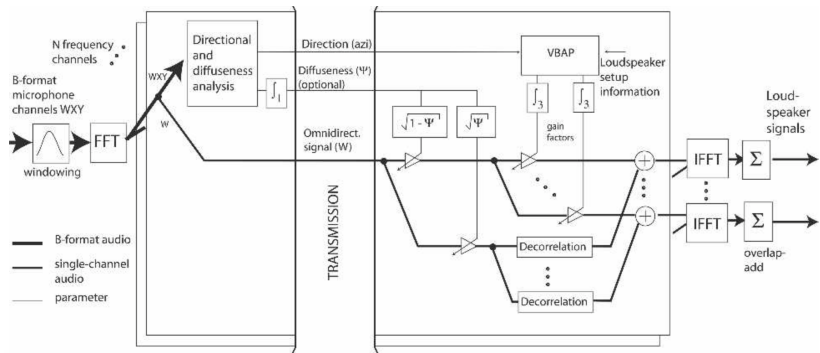 N frequency
channels
B-format
microphone
channels WXY
windowing
FFT
WXY
W
Directional
and
diffuseness
analysis
∫1
Direction (azi)
Diffuseness (Ψ)
(optional)
Omnidirect.
signal (W)
TRANSMISSION
√1-Ψ
√Ψ
VBAP
Loudspeaker
setup
information
∫3
∫3
gain
factors
Decorrelation
Decorrelation
+
+
IFFT
IFFT
Σ
Σ
Loud-
speaker
signals
overlap-
add
B-format audio
single-channel
audio
parameter